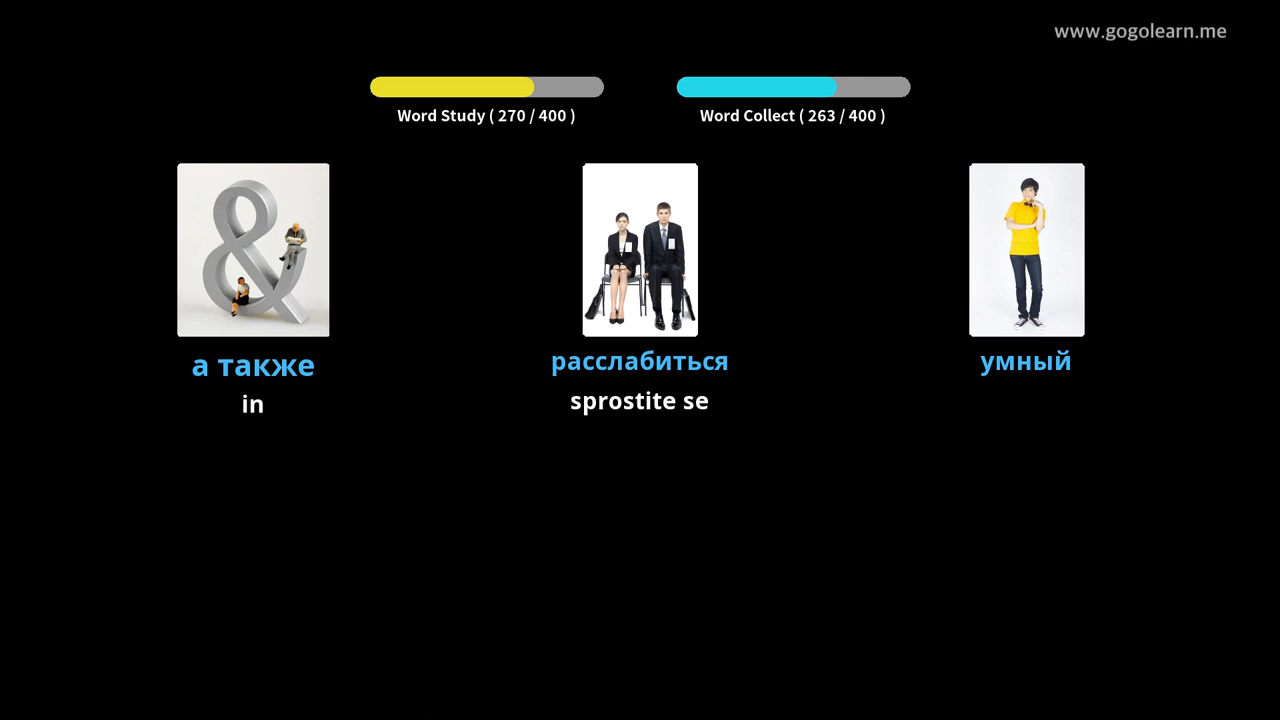 www.gogolearn.me
Word Study ( 270 / 400 )
Word Collect ( 263 / 400 )
а также
in
расслабиться
sprostite se
умный